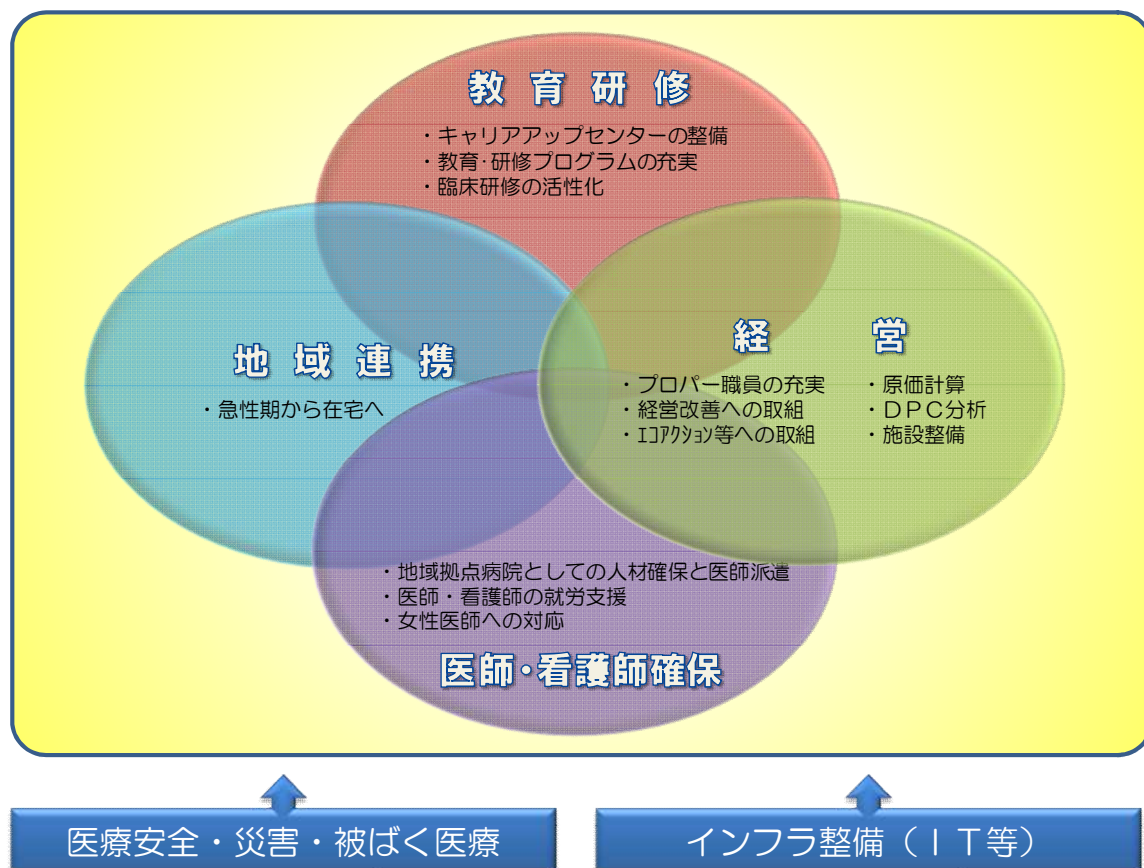 教育研修
・キャリアアップセンターの整備
・教育・研修プログラムの充実
・臨床研修の活性化
地域連携
・急性期から在宅へ
経営
・プロパー職員の充実
・経営改善への取組
・ｴｺｱｸｼｮﾝ等への取組
・原価計算
・ＤＰＣ分析
・施設整備
・地域拠点病院としての人材確保と医師派遣
・医師・看護師の就労支援
・女性医師への対応
医師・看護師確保
医療安全・災害・被ばく医療
インフラ整備（ＩＴ等）